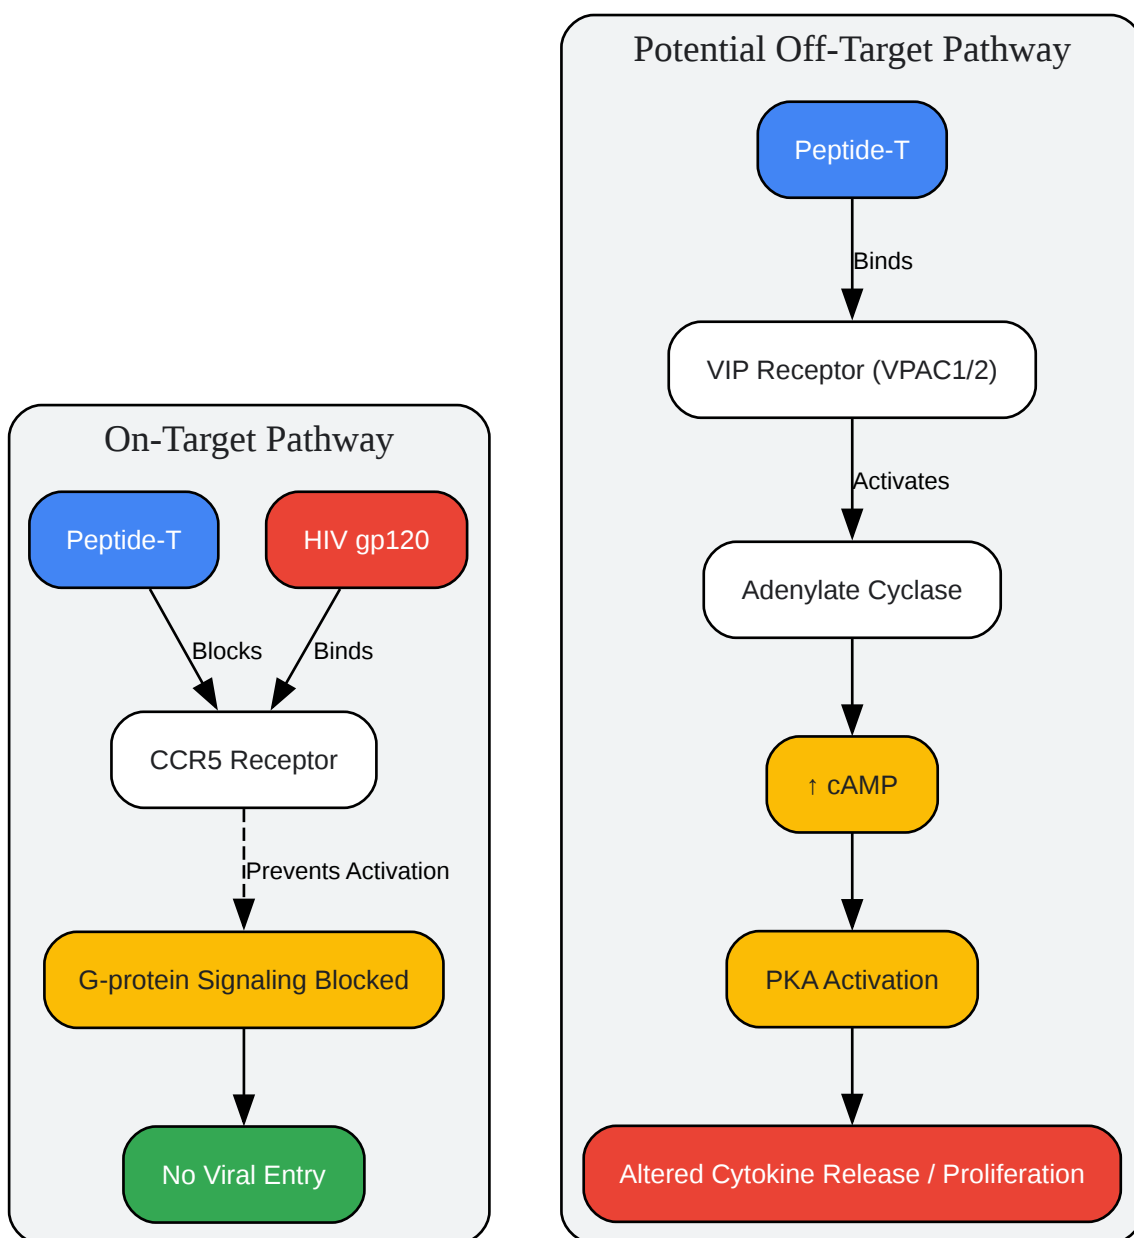 On-Target Pathway
Peptide-T
HIV gp120
Blocks
Binds
CCR5 Receptor
Prevents Activation
G-protein Signaling Blocked
No Viral Entry
Potential Off-Target Pathway
Peptide-T
Binds
VIP Receptor (VPAC1/2)
Activates
Adenylate Cyclase
↑ cAMP
PKA Activation
Altered Cytokine Release / Proliferation